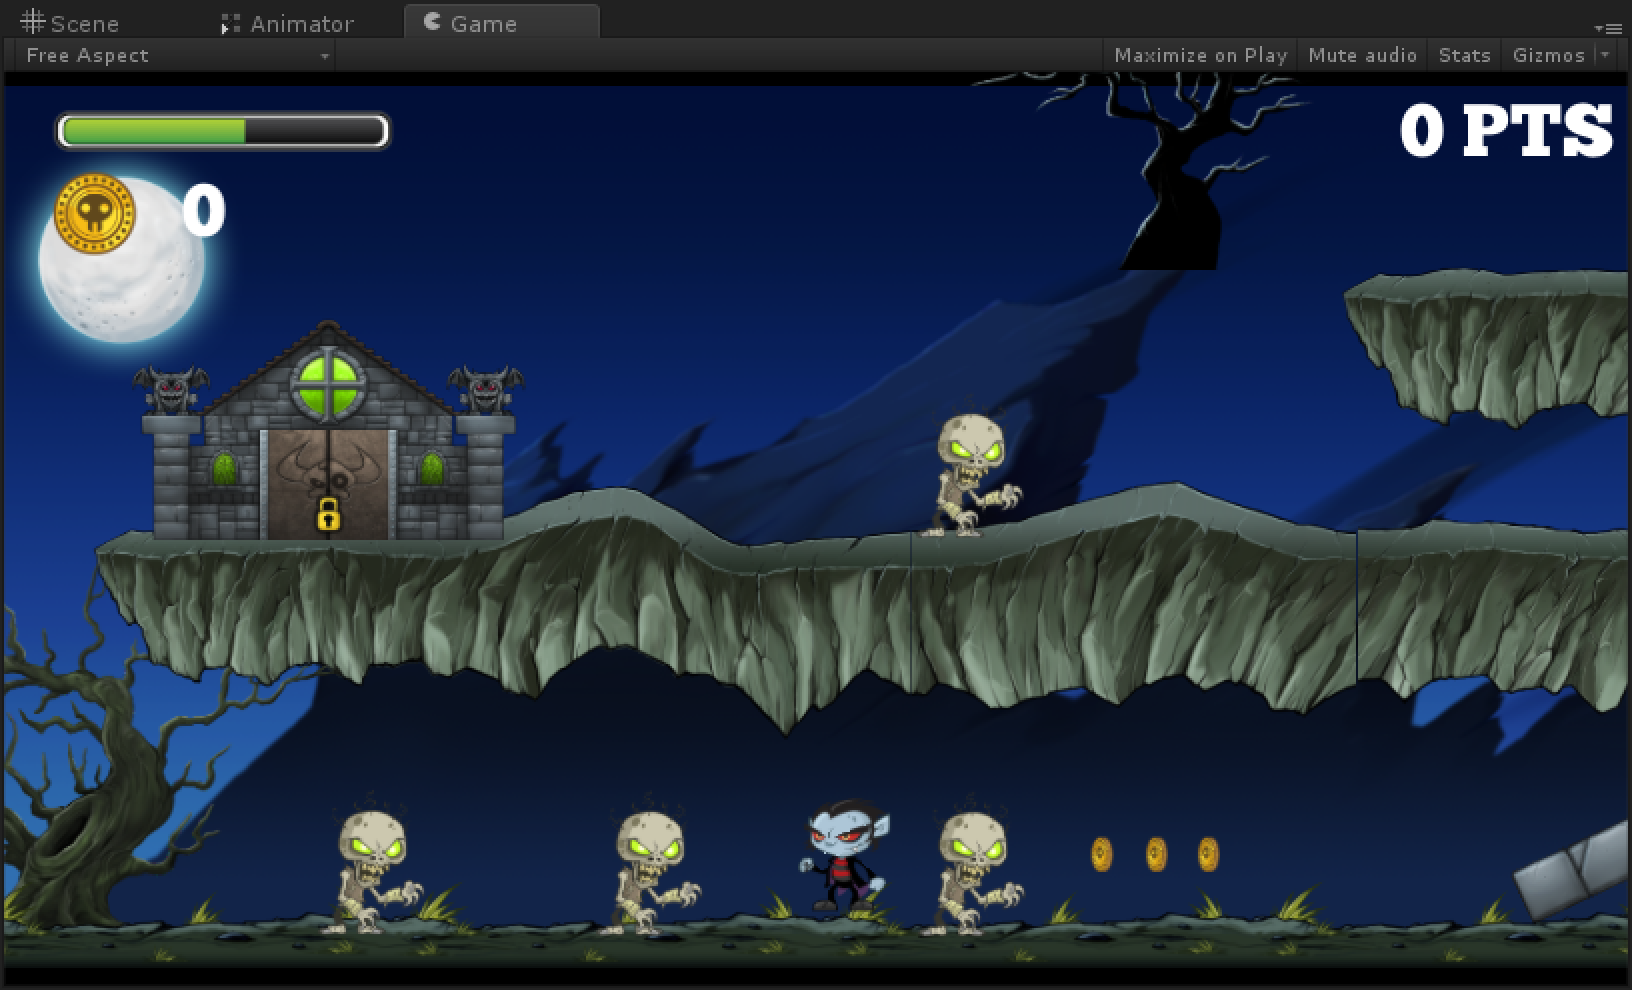 Scene
Animator
Game
Free Aspect
Maximize on Play
Mute audio
Stats
Gizmos
0 PTS
0